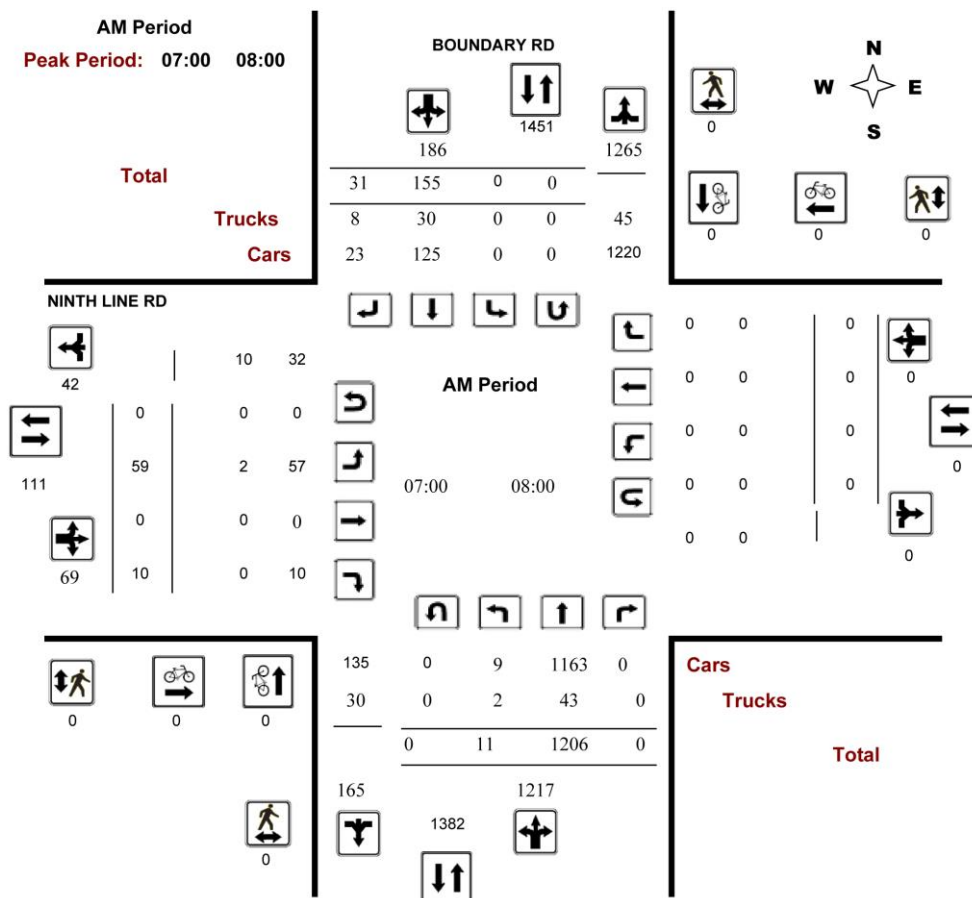 AM Period
BOUNDARY RD
Peak Period: 07:00 08:00
N
W E
S
1451
0
186 1265
Total 31 155 0 0
Trucks 8 30 0 0 45
0 0 0
Cars 23 125 0 0 1220
NINTH LINE RD
0 0 0
10 32
42
0
AM Period
0 0 0
0 0 0
111
59 2 57
0 0 0
0
07:00 08:00
0 0 0
69
0 0 0
0 0
0
10 0 10
135 0 9 1163 0
Cars
30 0 2 43 0
Trucks
0 0 0
0 11 1206 0
Total
165 1217
1382
0